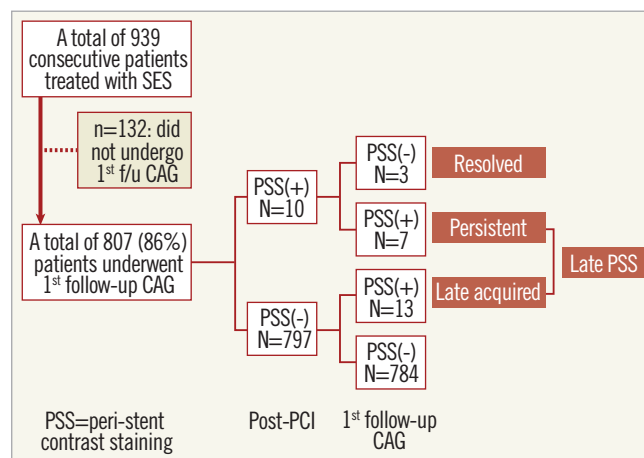 A total of 939
consecutive patients
treated with SES
n=132: did
not undergo
1st f/u CAG
A total of 807 (86%)
patients underwent
1st follow-up CAG
PSS(+)
N=10
PSS(-)
N=797
PSS(-)
N=3
PSS(+)
N=7
PSS(+)
N=13
PSS(-)
N=784
Resolved
Persistent
Late acquired
Late PSS
PSS=peri-stent
contrast staining
Post-PCI
1st follow-up
CAG